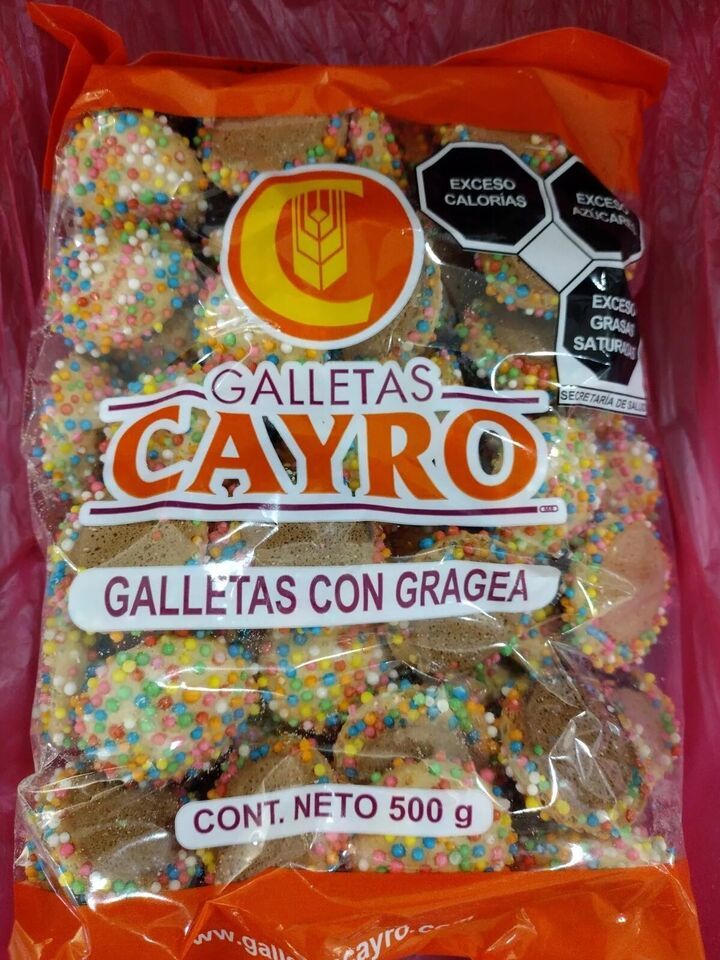 EXCESO
CALORÍAS
EXCESO
AZÚCARES
EXCESO
GRASAS
SATURADAS
SECRETARÍA DE SALUD
GALLETAS
CAYRO
GALLETAS CON GRAGEA
CONT. NETO 500 g